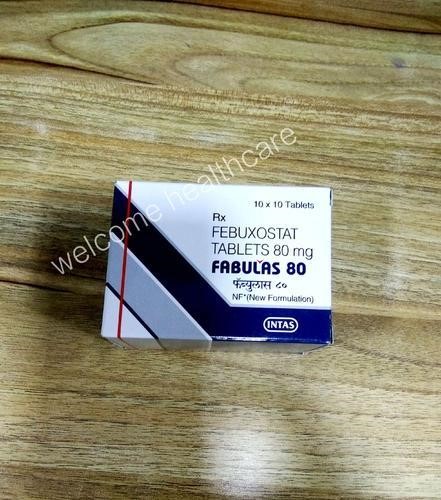 10 x 10 Tablets
Rx
FEBUXOSTAT
TABLETS 80 mg
FABULAS 80
फॅब्युलास ८०
NF*(New Formulation)
INTAS
welcome healthcare